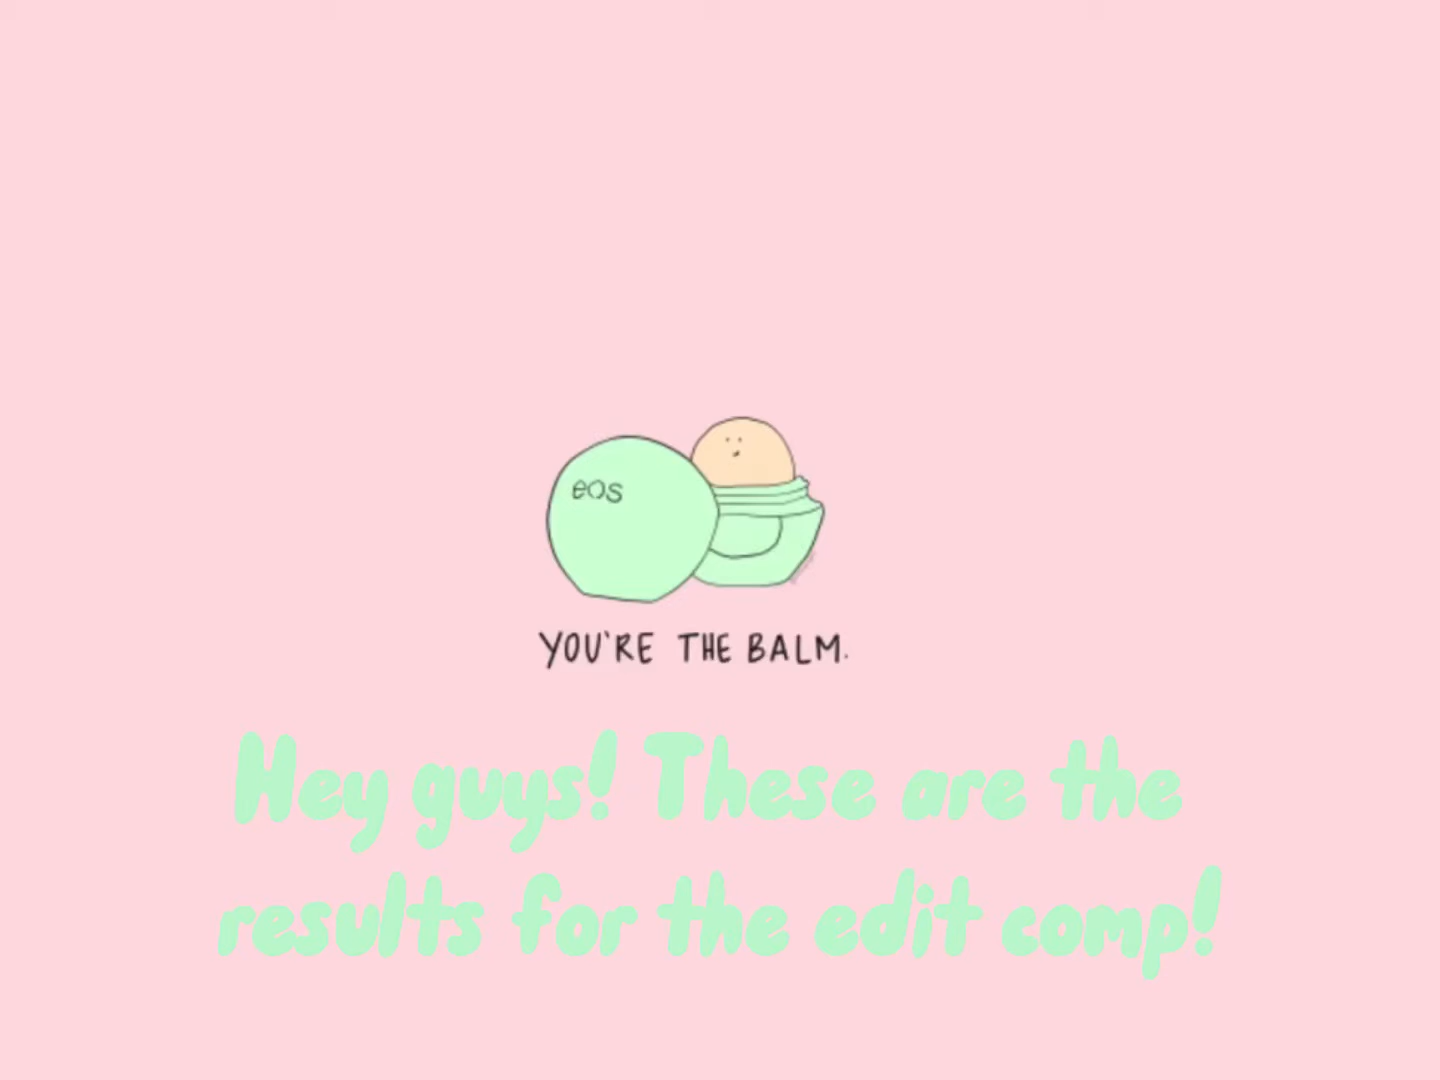 eos
YOU'RE THE BALM.
Hey guys! These are the
results for the edit comp!